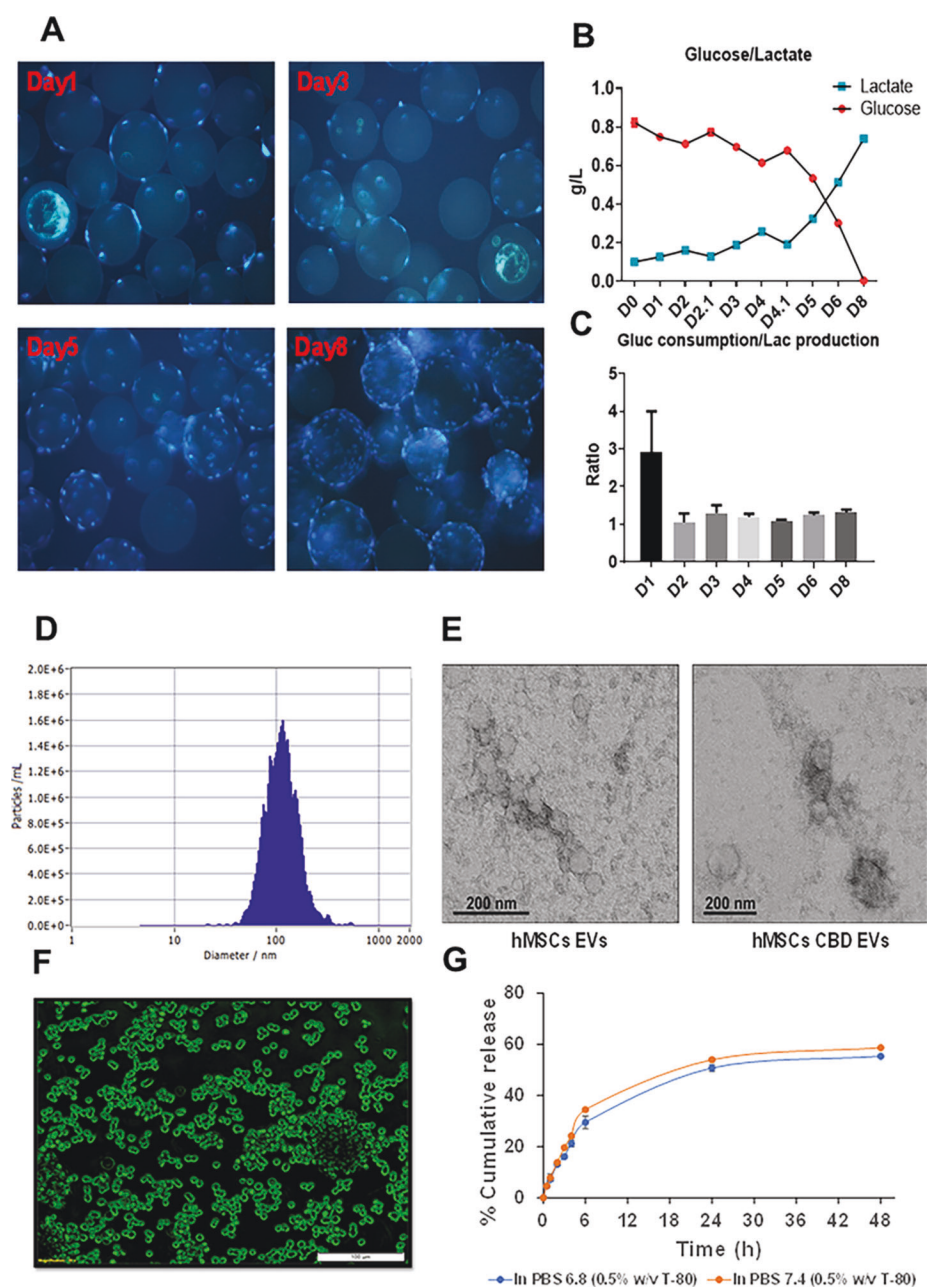 A
Day1
Day3
Day5
Day8
B
Glucose/Lactate
Lactate
Glucose
g/L
1.0
0.8
0.6
0.4
0.2
0.0
D0
D1
D2
D2.1
D3
D4
D4.1
D5
D6
D8
C
Gluc consumption/Lac production
Ratio
5
4
3
2
1
0
D1
D2
D3
D4
D5
D6
D8
D
Particles /mL
2.0E+6
1.8E+6
1.6E+6
1.4E+6
1.2E+6
1.0E+6
8.0E+5
6.0E+5
4.0E+5
2.0E+5
0.0E+0
1 10 100 1000 2000
Diameter / nm
E
200 nm
200 nm
hMSCs EVs
hMSCs CBD EVs
F
100 µm
G
% Cumulative release
80
60
40
20
0
0 6 12 18 24 30 36 42 48
Time (h)
In PBS 6.8 (0.5% w/v T-80)
In PBS 7.4 (0.5% w/v T-80)